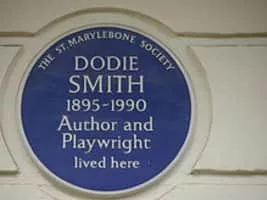 THE ST. MARYLEBONE SOCIETY
DODIE
SMITH
1895-1990
Author and
Playwright
lived here